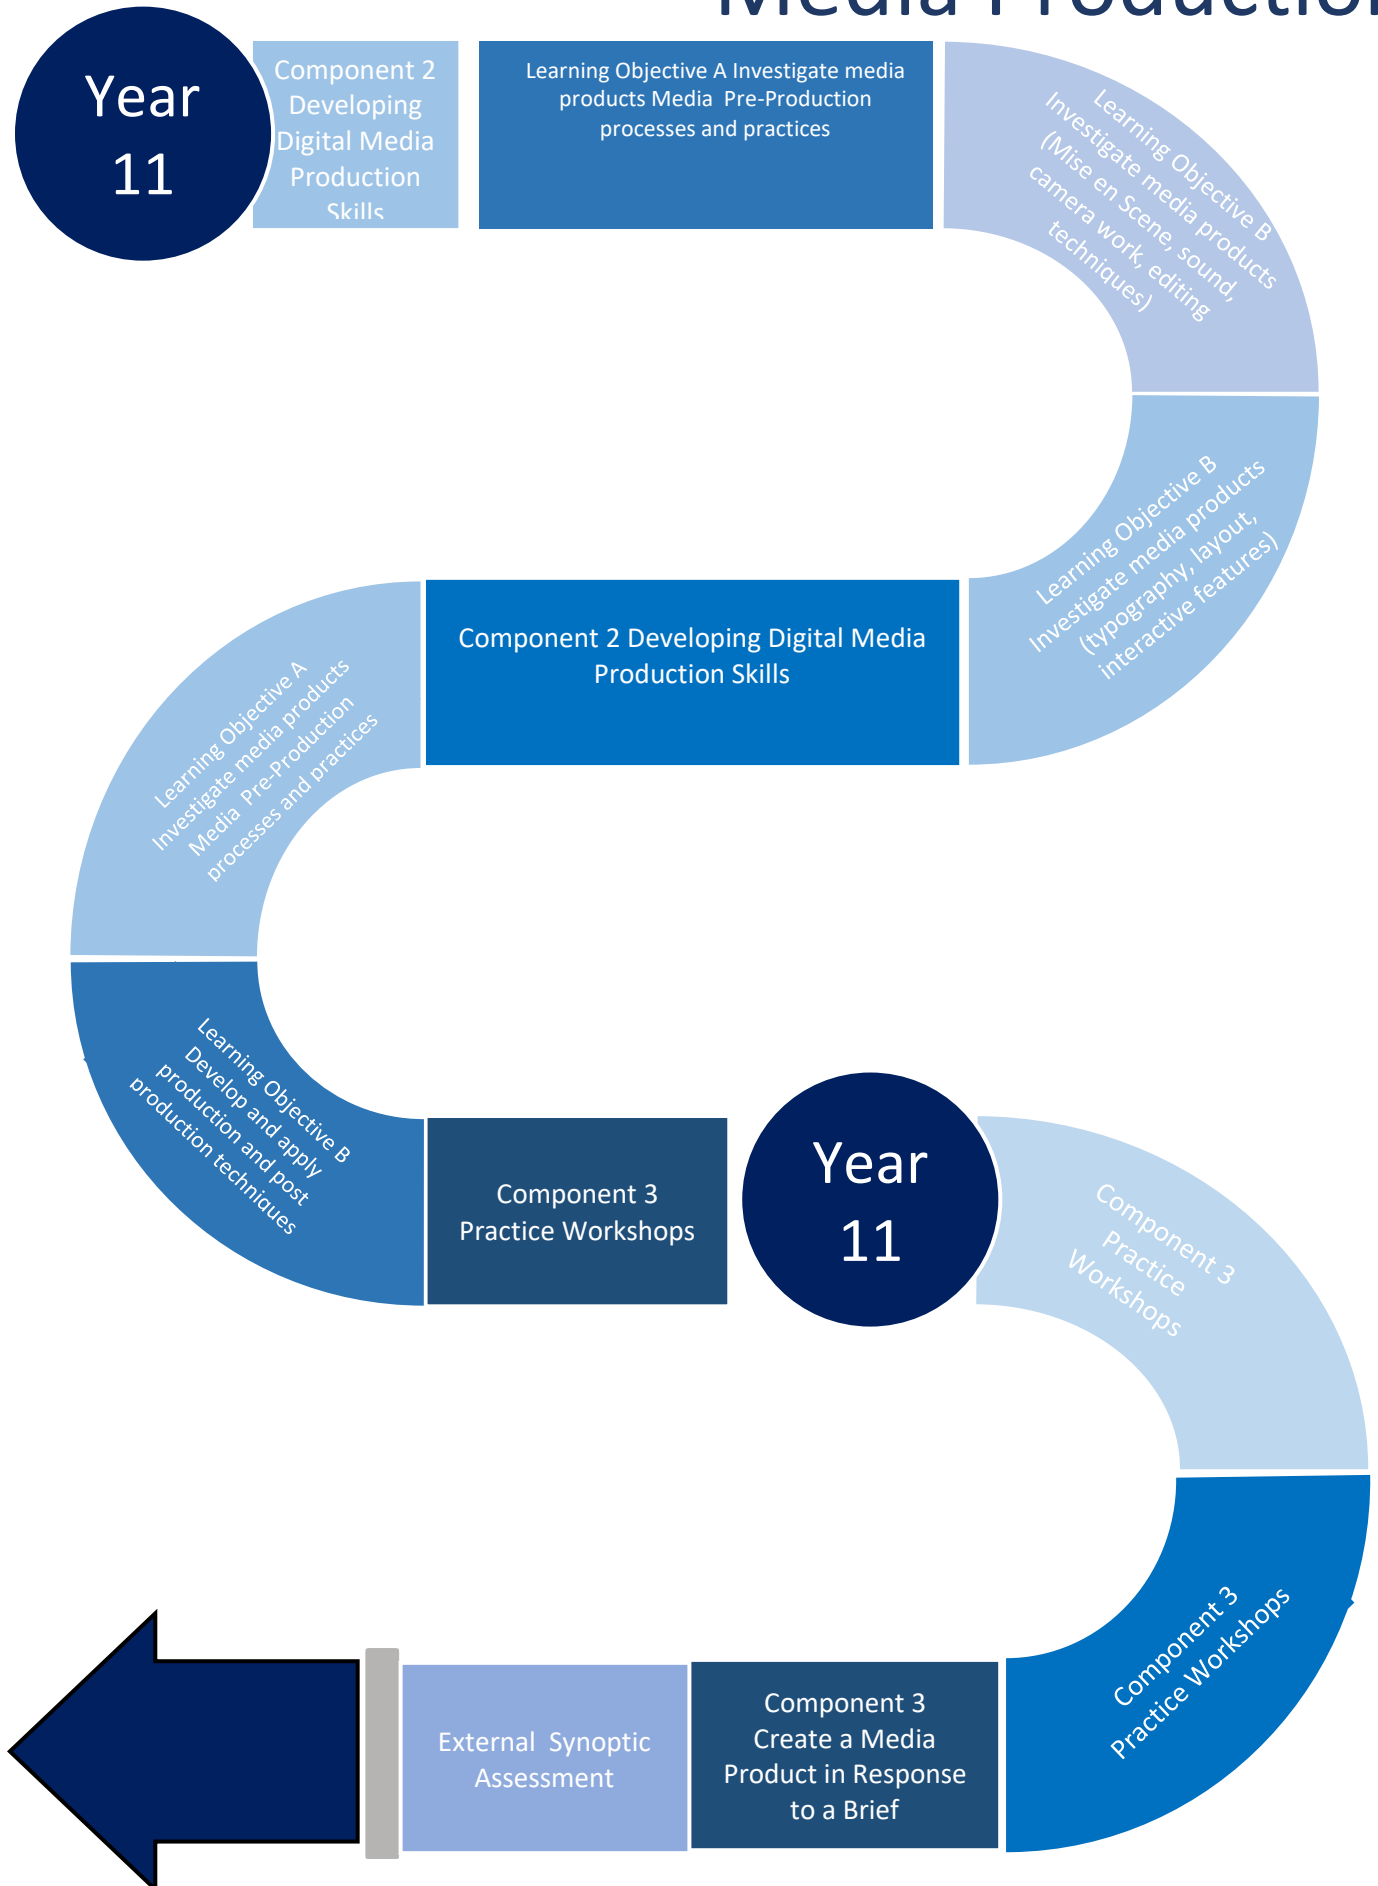 Media Production
Year
11
Component 2
Developing
Digital Media
Production
Skills
Learning Objective A Investigate media
products Media  Pre-Production
processes and practices
Learning Objective B
Investigate media products
(Mise en Scene, sound,
camera work, editing
techniques)
Learning Objective B
Investigate media products
(typography, layout,
interactive features)
Component 2 Developing Digital Media
Production Skills
Learning Objective A
Investigate media products
Media  Pre-Production
processes and practices
Learning Objective B
Develop and apply
production and post
production techniques
Component 3
Practice Workshops
Year
11
Component 3
Practice
Workshops
Component 3
Practice Workshops
Component 3
Create a Media
Product in Response
to a Brief
External  Synoptic
Assessment